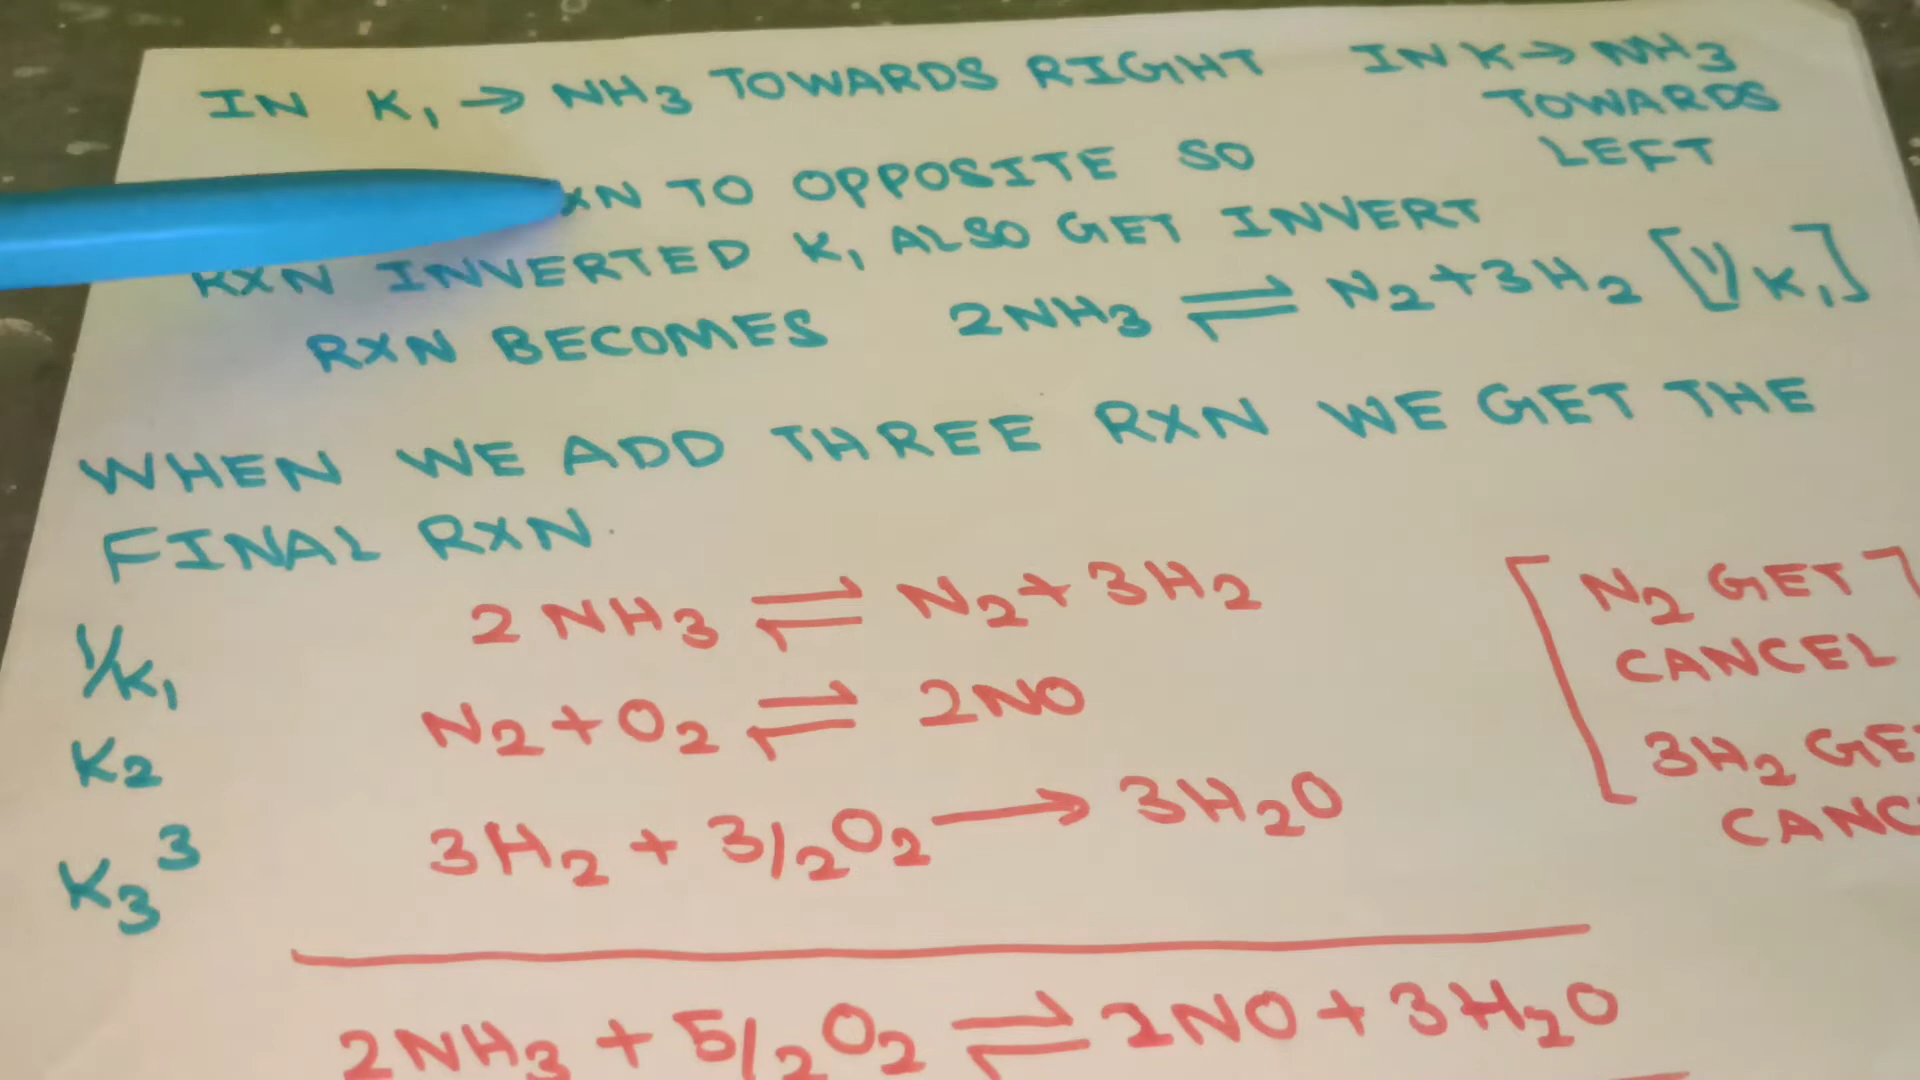 IN K₁ → NH₃ TOWARDS RIGHT IN K → NH₃
TOWARDS
LEFT
TO OPPOSITE SO
RXN INVERTED K₁ ALSO GET INVERT
RXN BECOMES 2NH₃ ⇌ N₂+3H₂ [1/K₁]
WHEN WE ADD THREE RXN WE GET THE
FINAL RXN.
1/K₁ 2NH₃ ⇌ N₂+3H₂
K₂ N₂+O₂ ⇌ 2NO
K₃³ 3H₂ + 3/2O₂ → 3H₂O
[N₂ GET
CANCEL
3H₂
2NH₃ + 5/2O₂ ⇌ 2NO+3H₂O